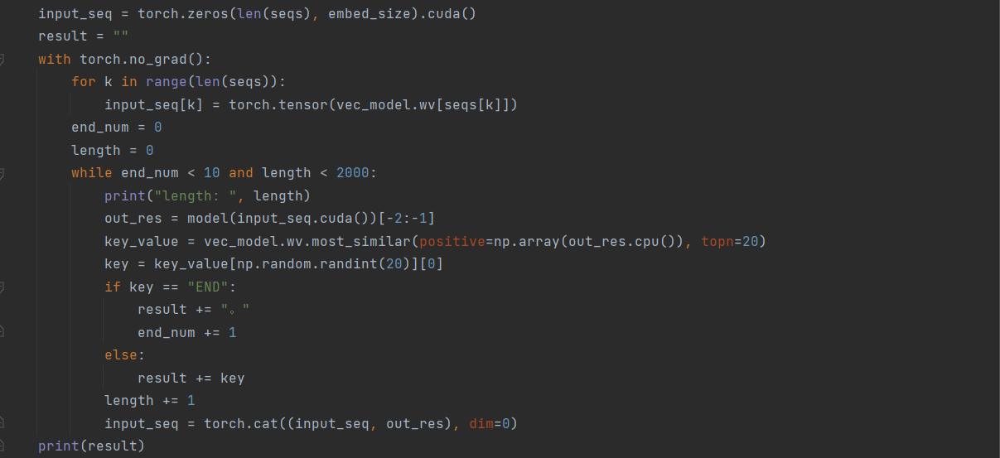 input_seq = torch.zeros(len(seqs), embed_size).cuda()
result = ""
with torch.no_grad():
    for k in range(len(seqs)):
        input_seq[k] = torch.tensor(vec_model.wv[seqs[k]])
    end_num = 0
    length = 0
    while end_num < 10 and length < 2000:
        print("length: ", length)
        out_res = model(input_seq.cuda())[-2:-1]
        key_value = vec_model.wv.most_similar(positive=np.array(out_res.cpu()), topn=20)
        key = key_value[np.random.randint(20)][0]
        if key == "END":
            result += "。"
            end_num += 1
        else:
            result += key
        length += 1
        input_seq = torch.cat((input_seq, out_res), dim=0)
print(result)